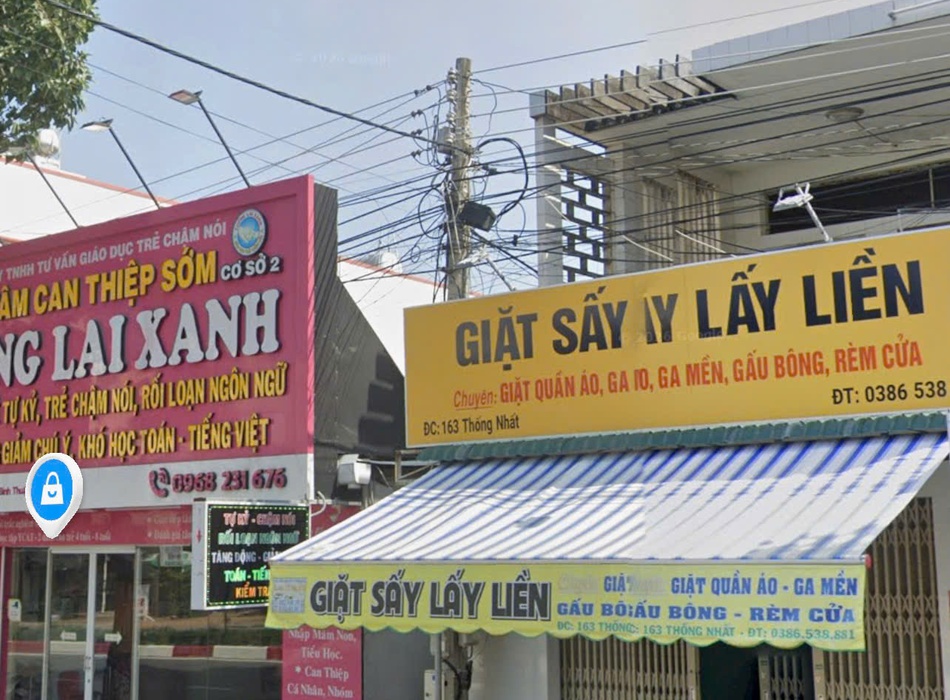 TNHH TƯ VẤN GIÁO DỤC TRẺ CHẬM NÓI
TÂM CAN THIỆP SỚM CƠ SỞ 2
NG LAI XANH
TỰ KỶ, TRẺ CHẬM NÓI, RỐI LOẠN NGÔN NGỮ
GIẢM CHÚ Ý, KHÓ HỌC TOÁN - TIẾNG VIỆT
0968 231 676
TỰ KỶ - CHẬM NÓI
RỐI LOẠN NGÔN NGỮ
TĂNG ĐỘNG - GIẢM
TOÁN - TIẾN
KIỂM TRA
Nhập Mầm Non,
Tiểu Học.
* Can Thiệp
Cá Nhân, Nhóm
GIẶT SẤY LẤY LIỀN
Chuyên: GIẶT QUẦN ÁO, GA, GA MỀN, GẤU BÔNG, RÈM CỬA
ĐC: 163 Thống Nhất
ĐT: 0386 538
GIẶT SẤY LẤY LIỀN
GIẶT QUẦN ÁO - GA MỀN
GẤU BÔNG - RÈM CỬA
ĐC: 163 THỐNG NHẤT - ĐT: 0386.538.881